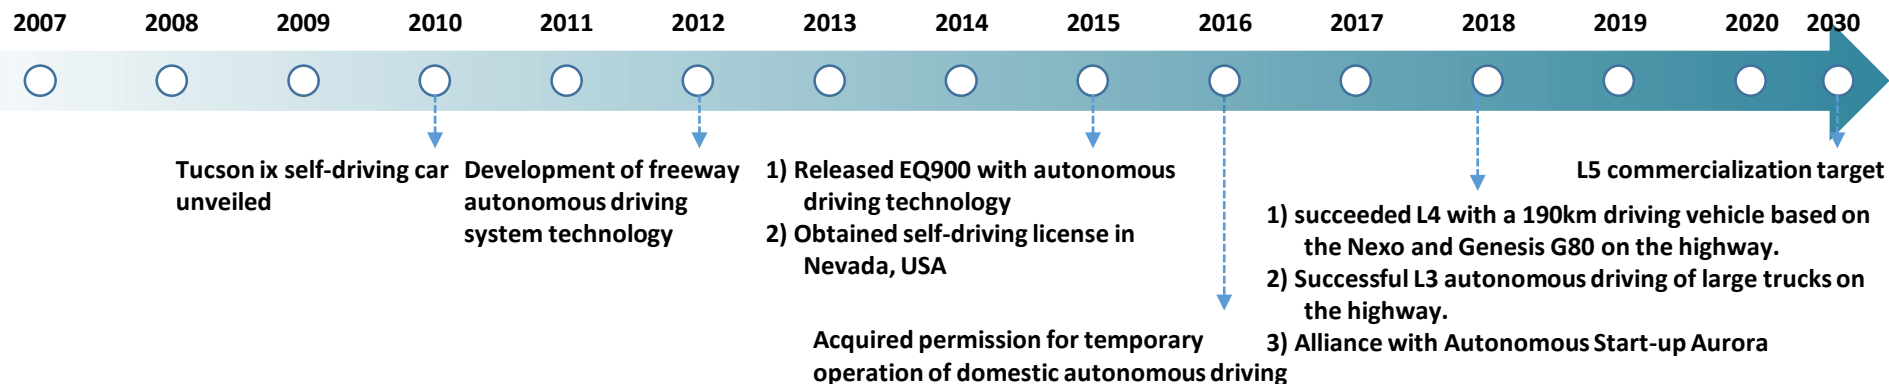 2007 2008 2009 2010 2011 2012 2013 2014 2015 2016 2017 2018 2019 2020 2030
Tucson ix self-driving car
unveiled
Development of freeway
autonomous driving
system technology
1) Released EQ900 with autonomous
driving technology
2) Obtained self-driving license in
Nevada, USA
Acquired permission for temporary
operation of domestic autonomous driving
1) succeeded L4 with a 190km driving vehicle based on
the Nexo and Genesis G80 on the highway.
2) Successful L3 autonomous driving of large trucks on
the highway.
3) Alliance with Autonomous Start-up Aurora
L5 commercialization target